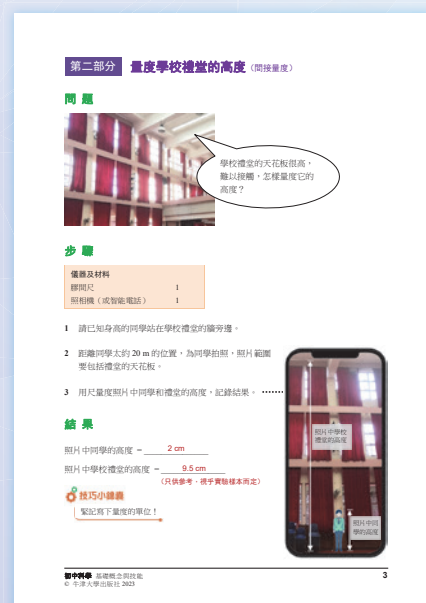 第二部分 量度學校禮堂的高度（間接量度）
問題
學校禮堂的天花板很高，
難以接觸，怎樣量度它的
高度？
步驟
儀器及材料
膠間尺 1
照相機（或智能電話） 1
1 請已知身高的同學站在學校禮堂的牆旁邊。
2 距離同學太約 20 m 的位置，為同學拍照，照片範圍
要包括禮堂的天花板。
3 用尺量度照片中同學和禮堂的高度，記錄結果。
照片中學校
禮堂的高度
照片中同
學的高度
結果
照片中同學的高度 = 2 cm
照片中學校禮堂的高度 = 9.5 cm
（只供參考，視乎實驗樣本而定）
技巧小錦囊
緊記寫下量度的單位！
初中科學 基礎概念與技能
© 牛津大學出版社 2023
3